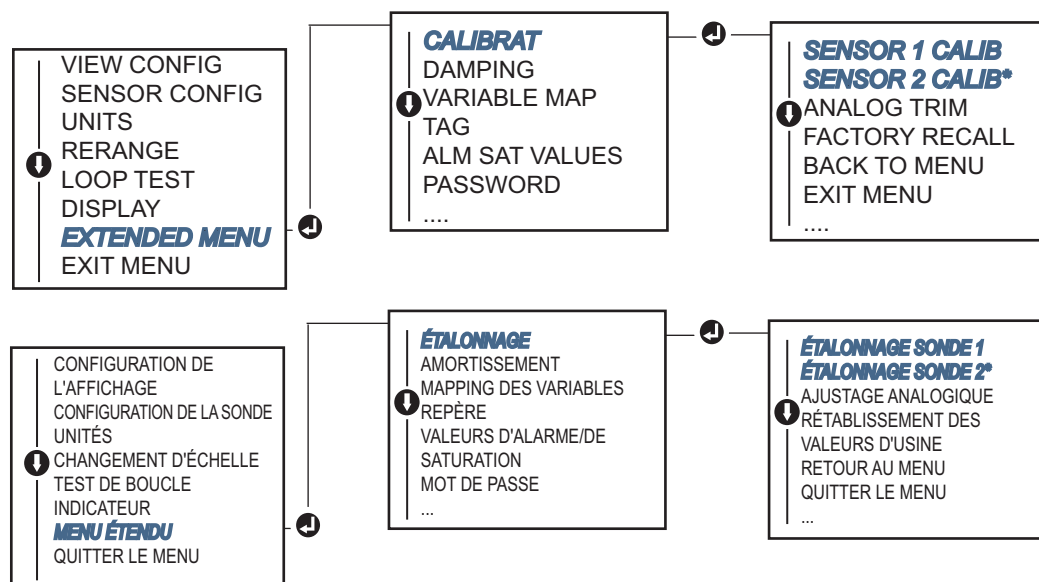 VIEW CONFIG
SENSOR CONFIG
UNITS
RERANGE
LOOP TEST
DISPLAY
EXTENDED MENU
EXIT MENU
CALIBRAT
DAMPING
VARIABLE MAP
TAG
ALM SAT VALUES
PASSWORD
....
SENSOR 1 CALIB
SENSOR 2 CALIB*
ANALOG TRIM
FACTORY RECALL
BACK TO MENU
EXIT MENU
....
CONFIGURATION DE
L'AFFICHAGE
CONFIGURATION DE LA SONDE
UNITÉS
CHANGEMENT D'ÉCHELLE
TEST DE BOUCLE
INDICATEUR
MENU ÉTENDU
QUITTER LE MENU
ÉTALONNAGE
AMORTISSEMENT
MAPPING DES VARIABLES
REPÈRE
VALEURS D'ALARME/DE
SATURATION
MOT DE PASSE
...
ÉTALONNAGE SONDE 1
ÉTALONNAGE SONDE 2*
AJUSTAGE ANALOGIQUE
RÉTABLISSEMENT DES
VALEURS D'USINE
RETOUR AU MENU
QUITTER LE MENU
...